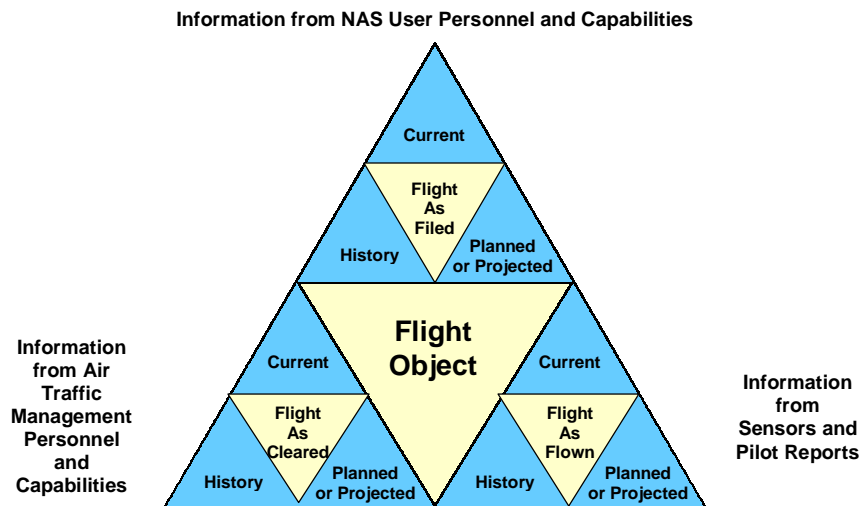 Information from NAS User Personnel and Capabilities
Current
Flight
As
Filed
History
Planned
or Projected
Flight
Object
Current
Current
Information
from Air
Traffic
Management
Personnel
and
Capabilities
Flight
As
Cleared
History
Planned
or Projected
Flight
As
Flown
History
Planned
or Projected
Information
from
Sensors and
Pilot Reports